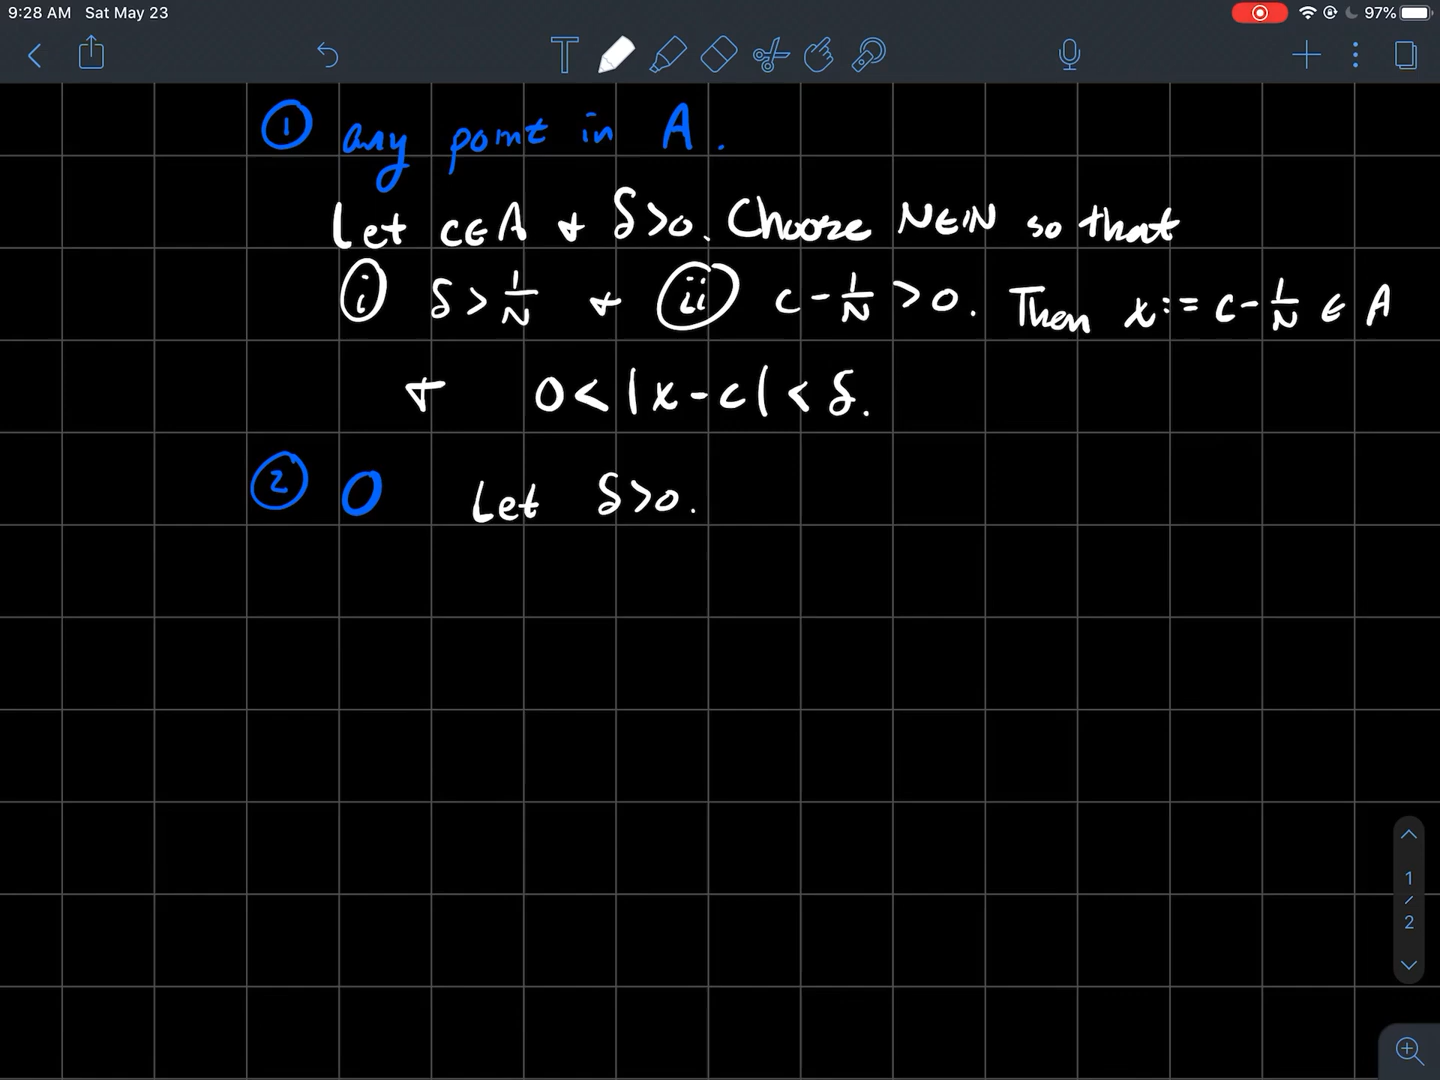 9:28 AM Sat May 23
97%
① any point in A.
Let c∈A & δ>0. Choose N∈ℕ so that
ⓘ δ > 1/N & ⓘⓘ c - 1/N > 0. Then x := c - 1/N ∈ A
& 0 < |x - c| < δ.
② 0 Let δ>0.
1
/
2